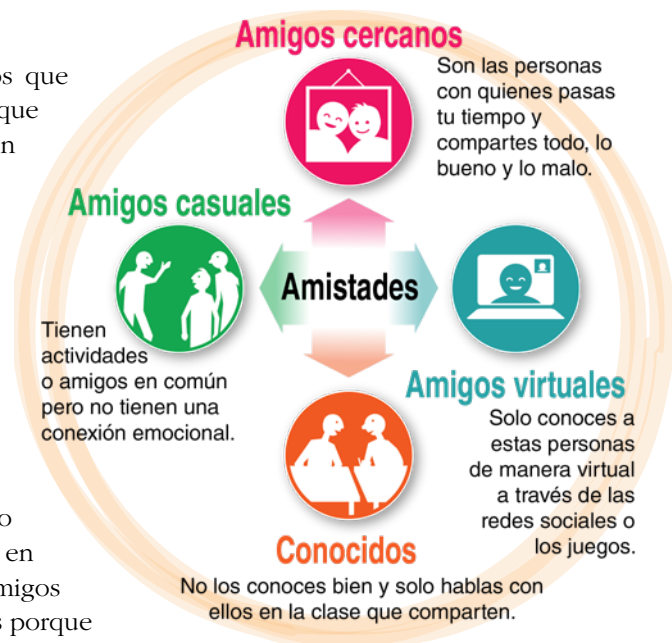 os que
que
n
Amigos cercanos
Son las personas
con quienes pasas
tu tiempo y
compartes todo, lo
bueno y lo malo.
Amigos casuales
Tienen
actividades
o amigos en común
pero no tienen una
conexión emocional.
Amistades
Amigos virtuales
Solo conoces a
estas personas
de manera virtual
a través de las
redes sociales o
los juegos.
Conocidos
No los conoces bien y solo hablas con
ellos en la clase que comparten.
o
en
migos
s porque